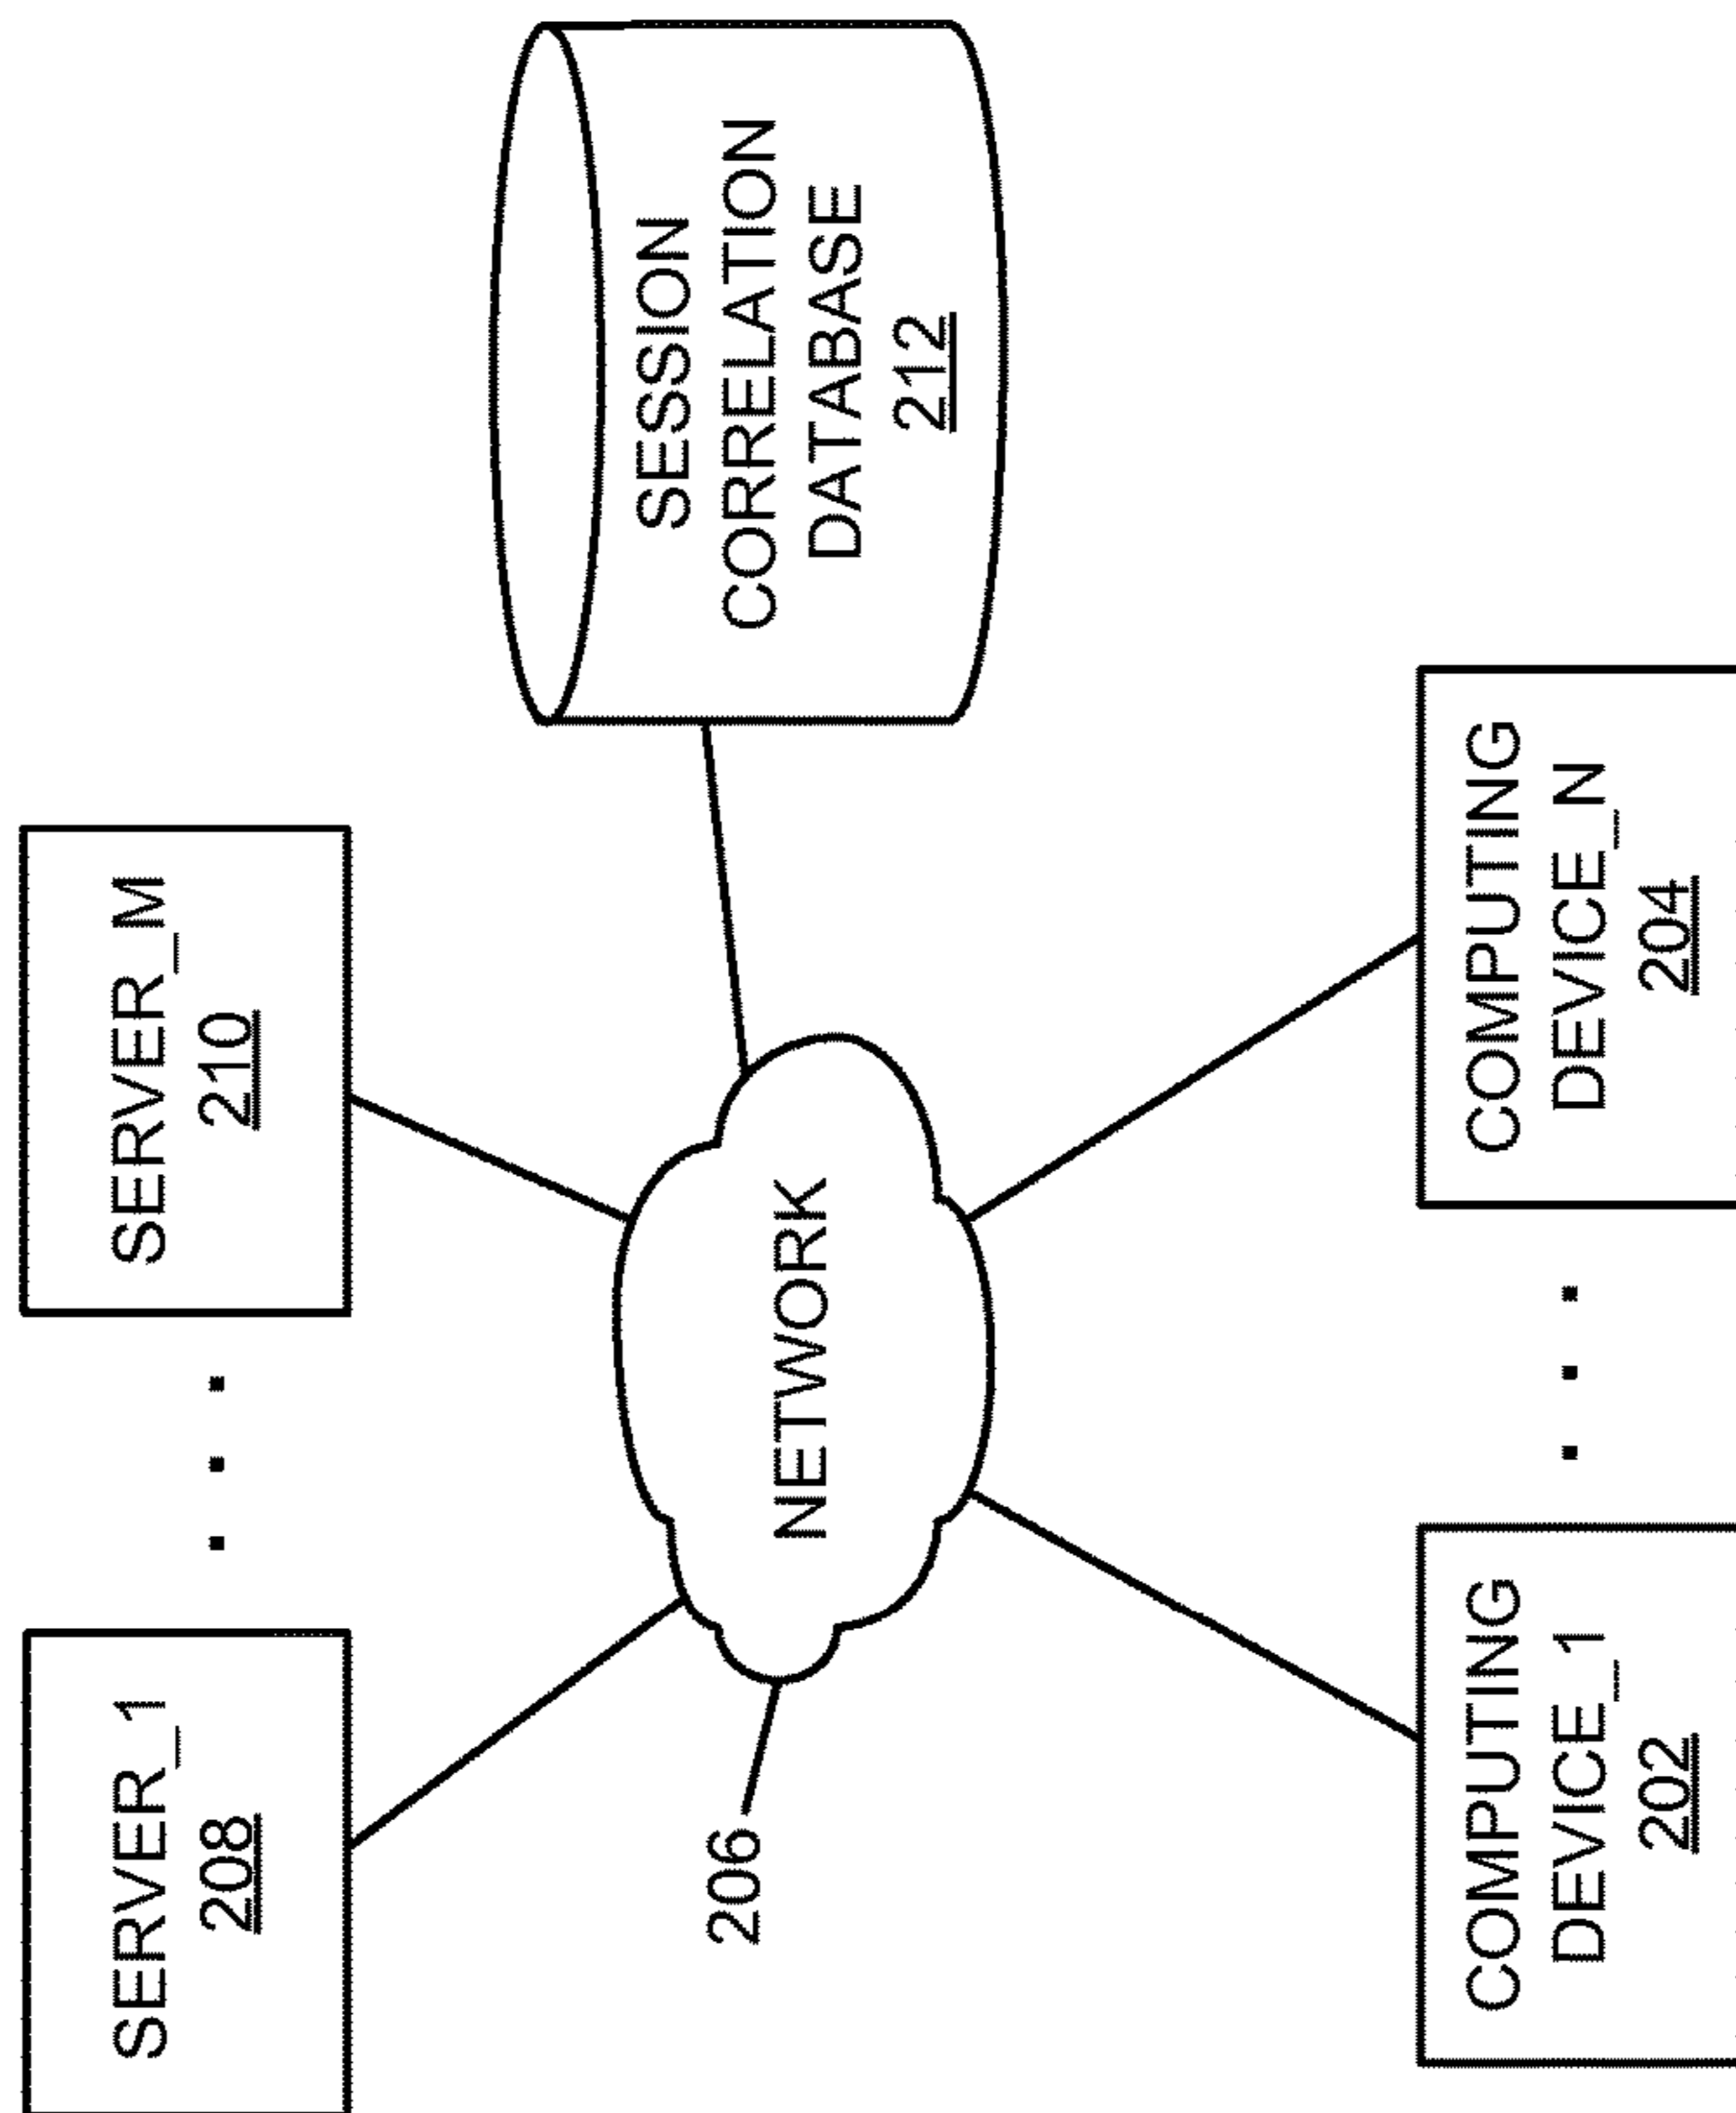 SERVER_1
208
SERVER_M
210
NETWORK
206
SESSION
CORRELATION
DATABASE
212
COMPUTING
DEVICE_1
202
COMPUTING
DEVICE_N
204